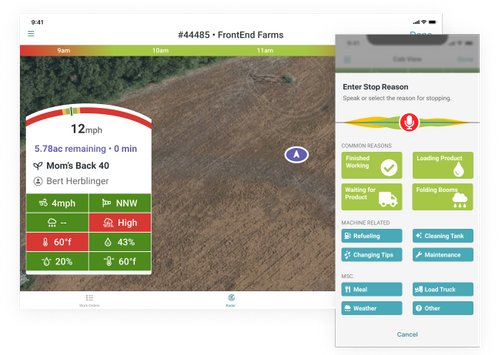 9:41
#44485 • FrontEnd Farms
Done
9am
10am
11am
12mph
5.78ac remaining • 0 min
Mom's Back 40
Bert Herblinger
4mph
NNW
--
High
60°f
43%
20%
60°f
Work Orders
9:41
Cab View
Done
Enter Stop Reason
Speak or select the reason for stopping.
COMMON REASONS
Finished
Working
Loading Product
Waiting for
Product
Folding Booms
MACHINE RELATED
Refueling
Cleaning Tank
Changing Tips
Maintenance
MISC.
Meal
Load Truck
Weather
Other
Cancel